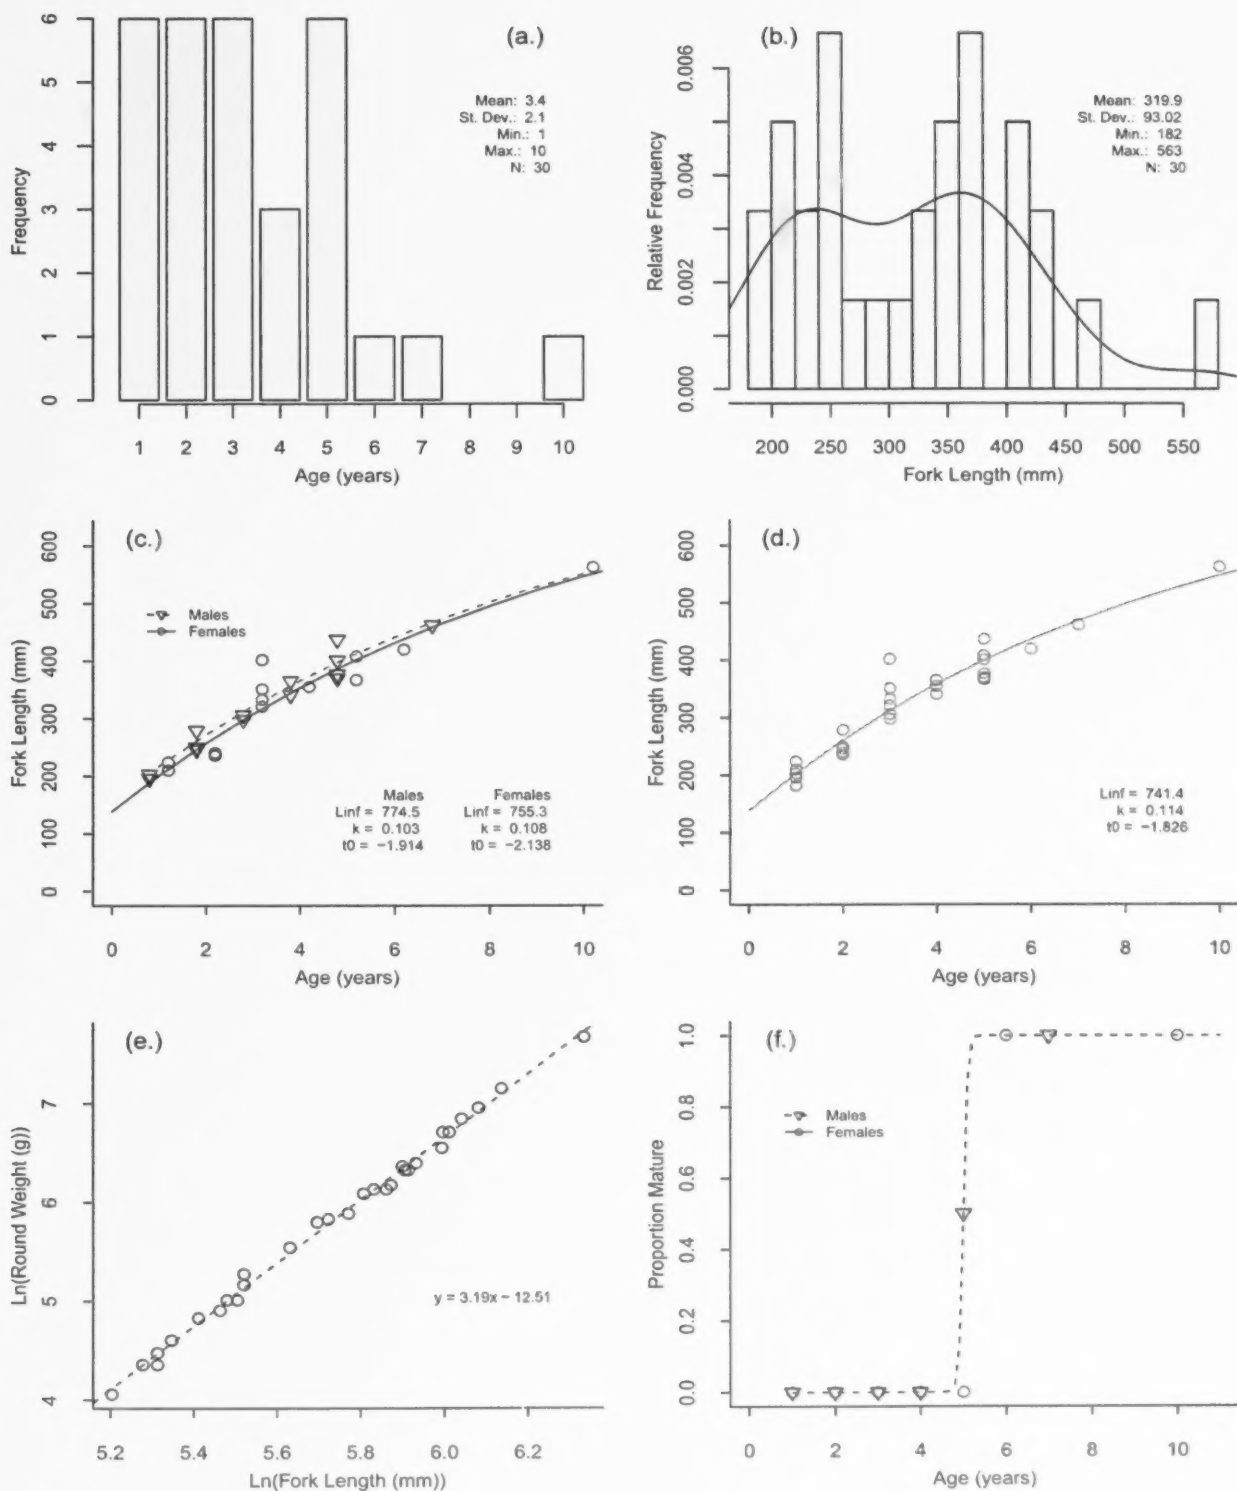 (a.)
6
5
4
3
2
1
0
Frequency
Mean: 3.4
St. Dev.: 2.1
Min.: 1
Max.: 10
N: 30
1 2 3 4 5 6 7 8 9 10
Age (years)
(b.)
0.006
0.004
0.002
0.000
Relative Frequency
Mean: 319.9
St. Dev.: 93.02
Min.: 182
Max.: 563
N: 30
200 250 300 350 400 450 500 550
Fork Length (mm)
(c.)
600
500
400
300
200
100
0
Fork Length (mm)
Males
Females
Males Females
Linf = 774.5 Linf = 755.3
k = 0.103 k = 0.108
t0 = −1.914 t0 = −2.138
0 2 4 6 8 10
Age (years)
(d.)
600
500
400
300
200
100
0
Fork Length (mm)
Linf = 741.4
k = 0.114
t0 = −1.826
0 2 4 6 8 10
Age (years)
(e.)
7
6
5
4
Ln(Round Weight (g))
y = 3.19x − 12.51
5.2 5.4 5.6 5.8 6.0 6.2
Ln(Fork Length (mm))
(f.)
1.0
0.8
0.6
0.4
0.2
0.0
Proportion Mature
Males
Females
0 2 4 6 8 10
Age (years)